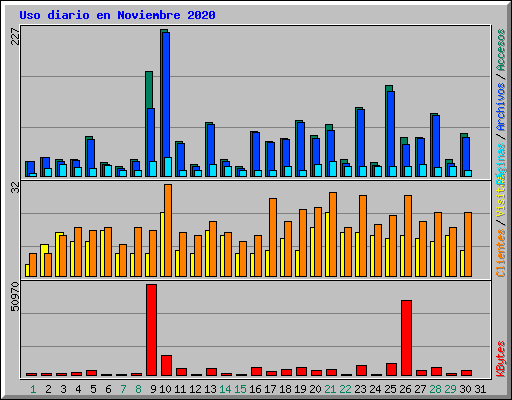 Uso diario en Noviembre 2020
227
32
50970
Clientes / Visitas
Páginas / Archivos / Accesos
KBytes
1 2 3 4 5 6 7 8 9 10 11 12 13 14 15 16 17 18 19 20 21 22 23 24 25 26 27 28 29 30 31